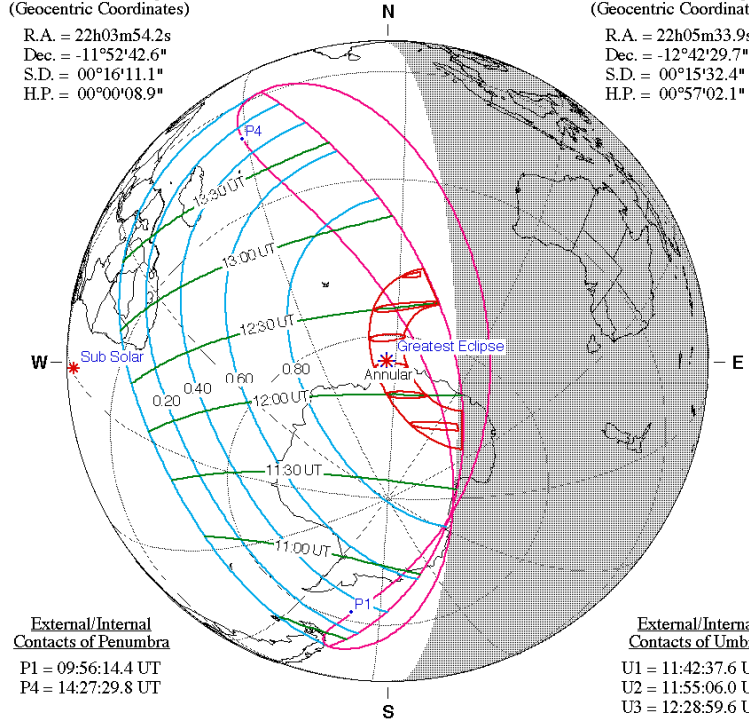 (Geocentric Coordinates)
R.A. = 22h03m54.2s
Dec. = -11°52'42.6"
S.D. = 00°16'11.1"
H.P. = 00°00'08.9"
(Geocentric Coordinat
R.A. = 22h05m33.9s
Dec. = -12°42'29.7"
S.D. = 00°15'32.4"
H.P. = 00°57'02.1"
N
P4
13:30 UT
13:00 UT
12:30 UT
Greatest Eclipse
W
Sub Solar
E
Annular
0.20
0.40
0.60
0.80
12:00 UT
11:30 UT
11:00 UT
P1
External/Internal
Contacts of Penumbra
P1 = 09:56:14.4 UT
P4 = 14:27:29.8 UT
S
External/Interna
Contacts of Umb
U1 = 11:42:37.6 U
U2 = 11:55:06.0 U
U3 = 12:28:59.6 U